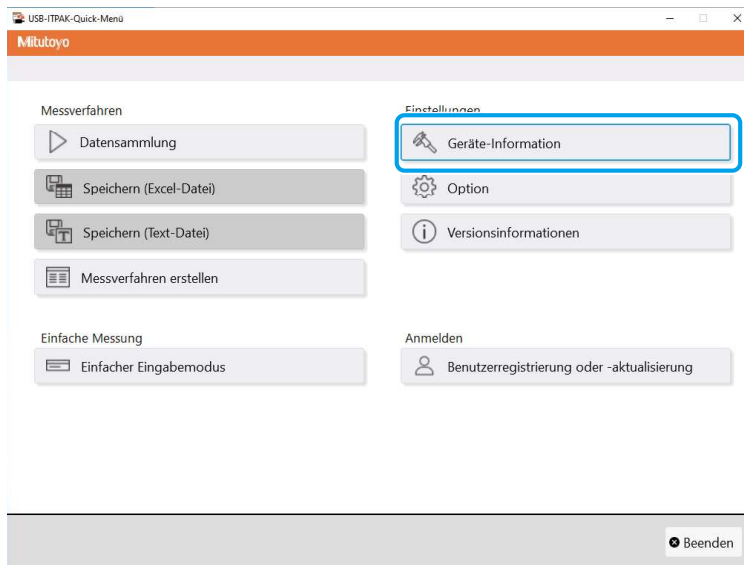 USB-ITPAK-Quick-Menü
Mitutoyo
Messverfahren
Datensammlung
Speichern (Excel-Datei)
Speichern (Text-Datei)
Messverfahren erstellen
Einfache Messung
Einfacher Eingabemodus
Einstellungen
Geräte-Information
Option
Versionsinformationen
Anmelden
Benutzerregistrierung oder -aktualisierung
Beenden